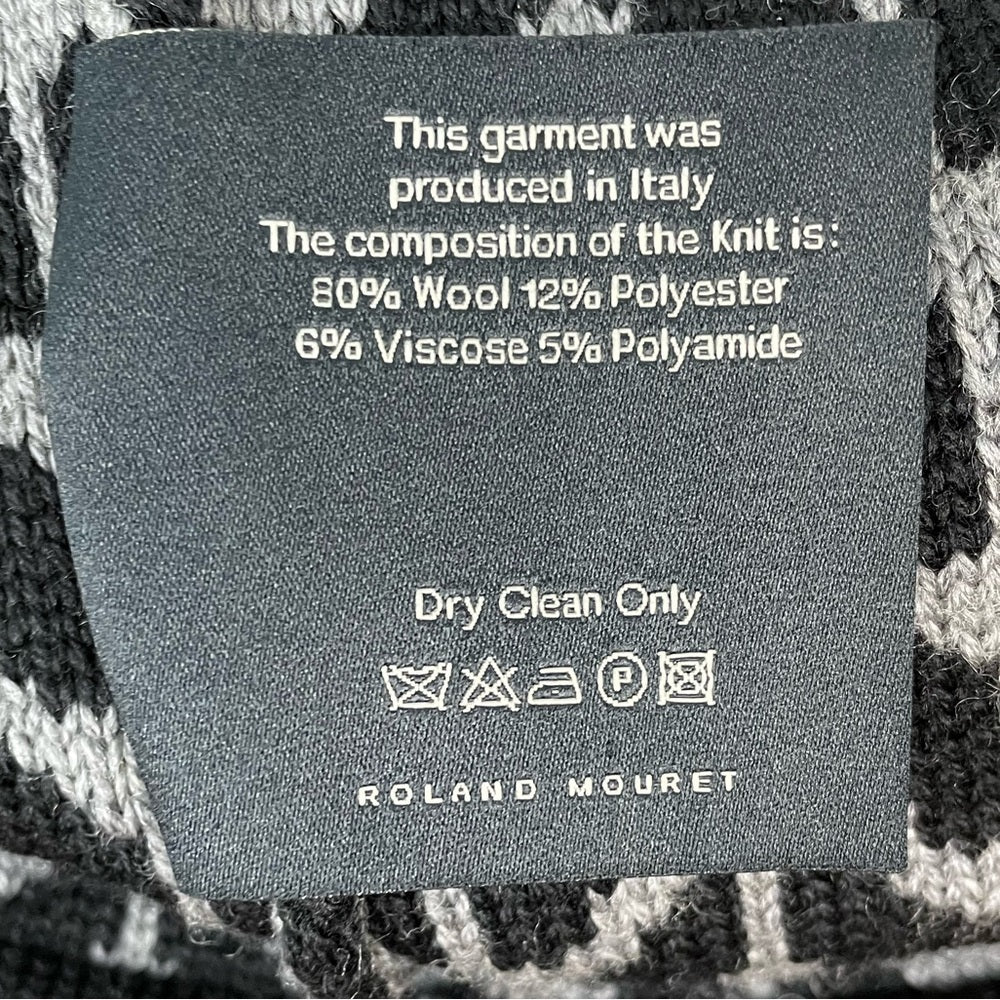 This garment was
produced in Italy
The composition of the Knit is:
80% Wool 12% Polyester
6% Viscose 5% Polyamide
Dry Clean Only
P
ROLAND MOURET